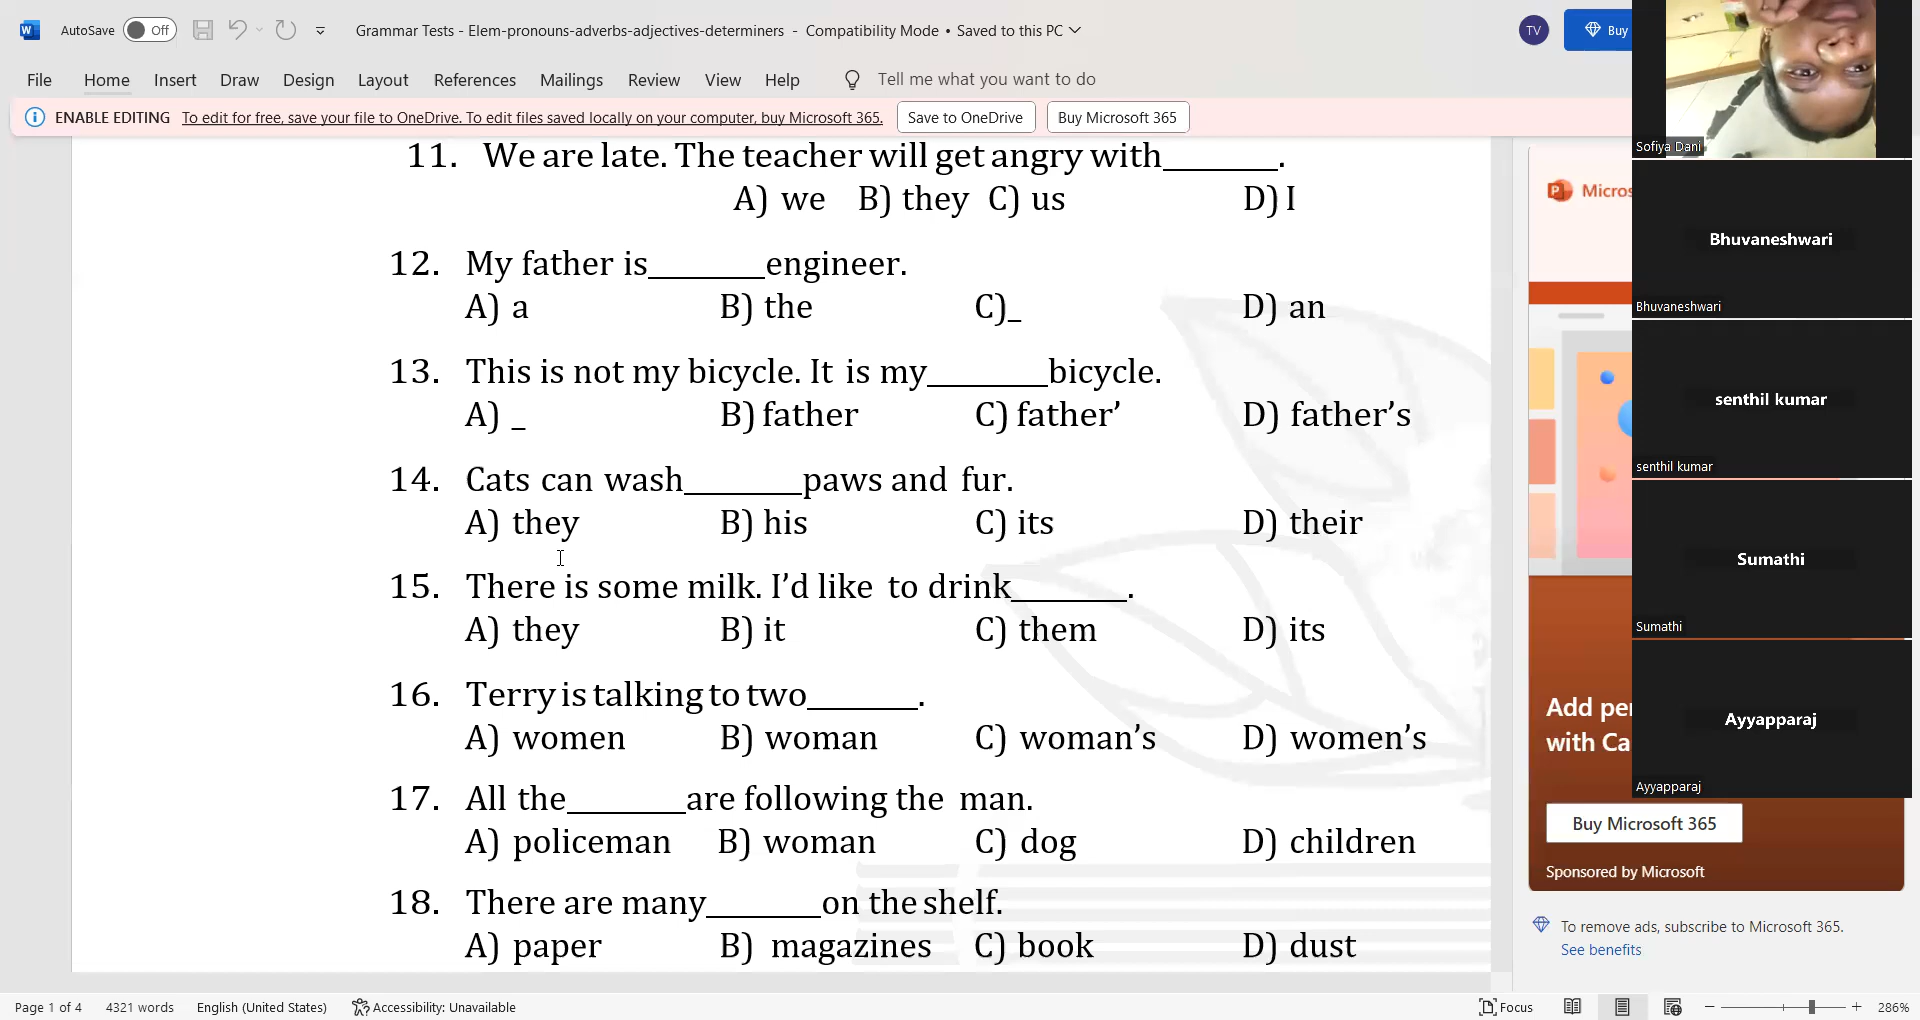 AutoSave Off
Grammar Tests - Elem-pronouns-adverbs-adjectives-determiners - Compatibility Mode • Saved to this PC
TV
Buy
File Home Insert Draw Design Layout References Mailings Review View Help Tell me what you want to do
ENABLE EDITING To edit for free, save your file to OneDrive. To edit files saved locally on your computer, buy Microsoft 365. Save to OneDrive Buy Microsoft 365
11. We are late. The teacher will get angry with_______.
A) we B) they C) us D) I
12. My father is_______engineer.
A) a B) the C)_ D) an
13. This is not my bicycle. It is my_______bicycle.
A) _ B) father C) father’ D) father’s
14. Cats can wash_______paws and fur.
A) they B) his C) its D) their
15. There is some milk. I’d like to drink_______.
A) they B) it C) them D) its
16. Terry is talking to two_______.
A) women B) woman C) woman’s D) women’s
17. All the_______are following the man.
A) policeman B) woman C) dog D) children
18. There are many_______on the shelf.
A) paper B) magazines C) book D) dust
Micros
Add per
with Ca
Buy Microsoft 365
Sponsored by Microsoft
To remove ads, subscribe to Microsoft 365.
See benefits
Sofiya Dani
Bhuvaneshwari
Bhuvaneshwari
senthil kumar
senthil kumar
Sumathi
Sumathi
Ayyapparaj
Ayyapparaj
Page 1 of 4 4321 words English (United States) Accessibility: Unavailable Focus 286%